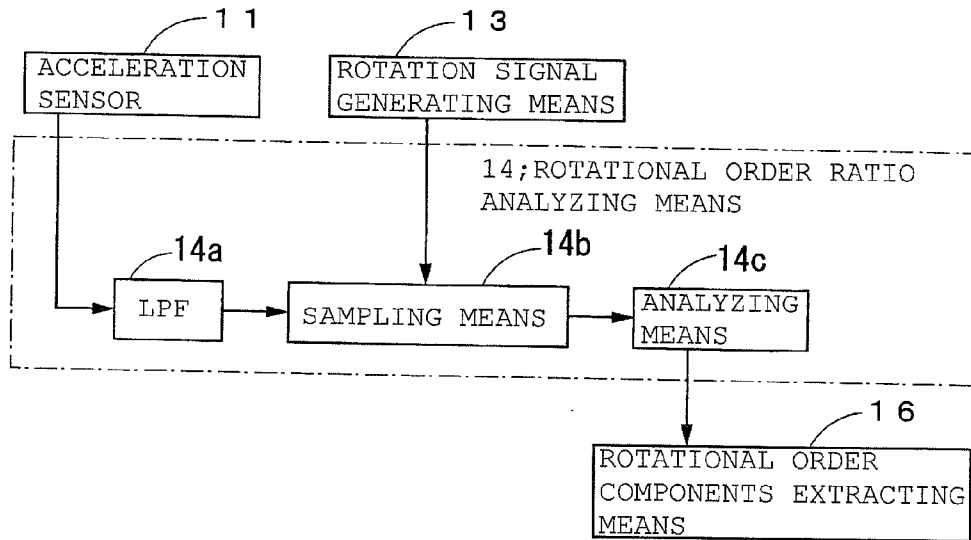 11
13
ACCELERATION
SENSOR
ROTATION SIGNAL
GENERATING MEANS
14;ROTATIONAL ORDER RATIO
ANALYZING MEANS
14a
14b
14c
LPF
SAMPLING MEANS
ANALYZING
MEANS
16
ROTATIONAL ORDER
COMPONENTS EXTRACTING
MEANS